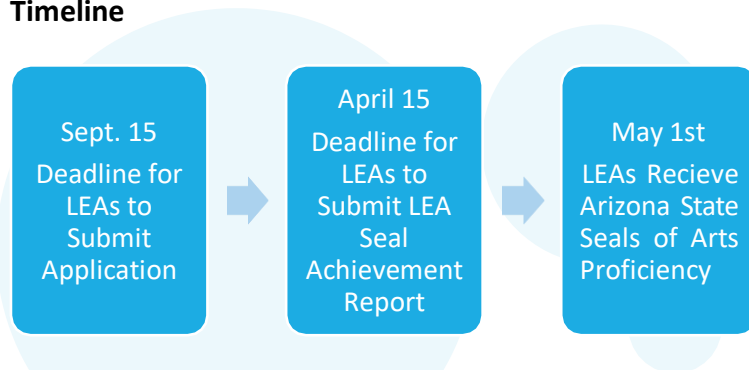 Timeline
Sept. 15
Deadline for
LEAs to
Submit
Application
April 15
Deadline for
LEAs to
Submit LEA
Seal
Achievement
Report
May 1st
LEAs Recieve
Arizona State
Seals of Arts
Proficiency